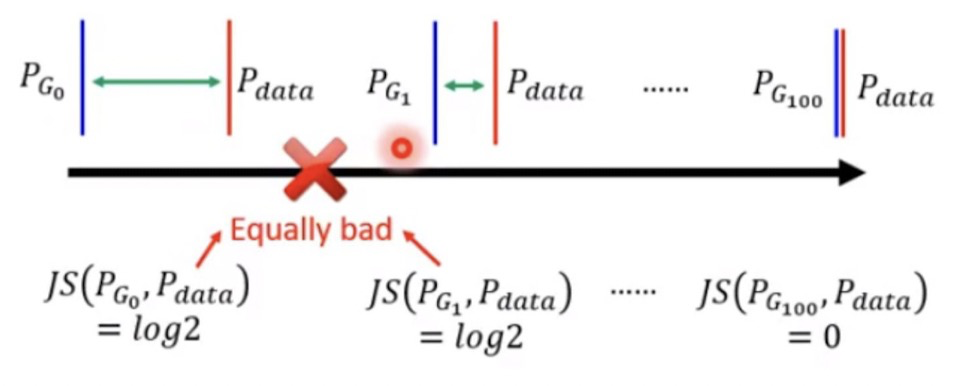 P_{G_0} P_{data} P_{G_1} P_{data} ...... P_{G_{100}} P_{data}
Equally bad
JS(P_{G_0}, P_{data}) JS(P_{G_1}, P_{data}) ...... JS(P_{G_{100}}, P_{data})
= log2 = log2 = 0